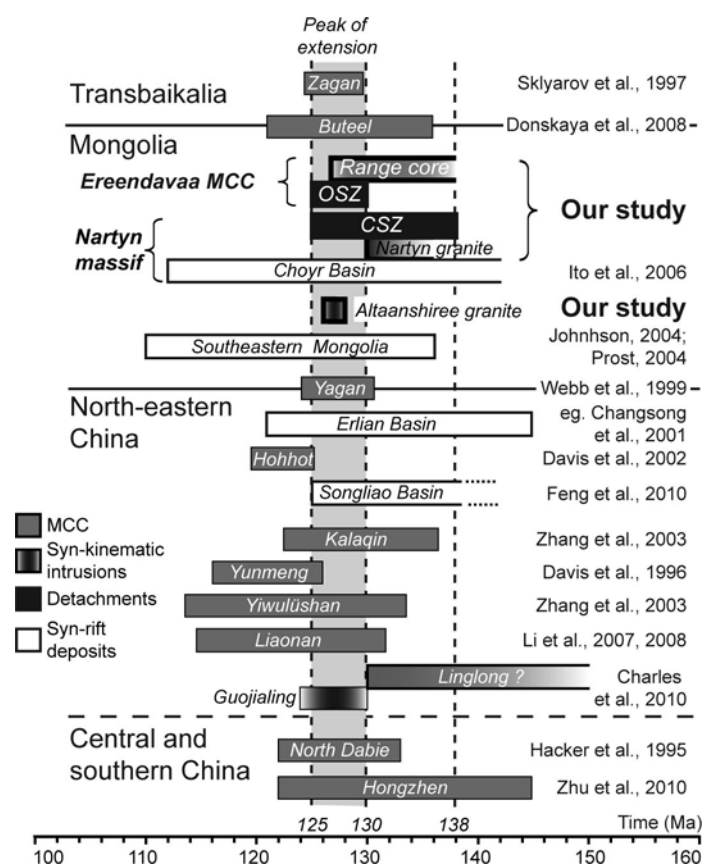 Peak of
extension
Zagan
Transbaikalia
Sklyarov et al., 1997
Buteel
Donskaya et al., 2008
Mongolia
Range core
Ereendavaa MCC
OSZ
Our study
CSZ
Nartyn
massif
Nartyn granite
Choyr Basin
Ito et al., 2006
Altaanshiree granite
Our study
Southeastern Mongolia
Johnhson, 2004;
Prost, 2004
Yagan
Webb et al., 1999
North-eastern
China
Erlian Basin
eg. Changsong
et al., 2001
Hohhot
Davis et al., 2002
Songliao Basin
Feng et al., 2010
MCC
Syn-kinematic
intrusions
Detachments
Syn-rift
deposits
Kalaqin
Zhang et al., 2003
Yunmeng
Davis et al., 1996
Yiwulüshan
Zhang et al., 2003
Liaonan
Li et al., 2007, 2008
Linglong ?
Charles
et al., 2010
Guojialing
Central and
southern China
North Dabie
Hacker et al., 1995
Hongzhen
Zhu et al., 2010
125 130 138 Time (Ma)
100 110 120 130 140 150 160